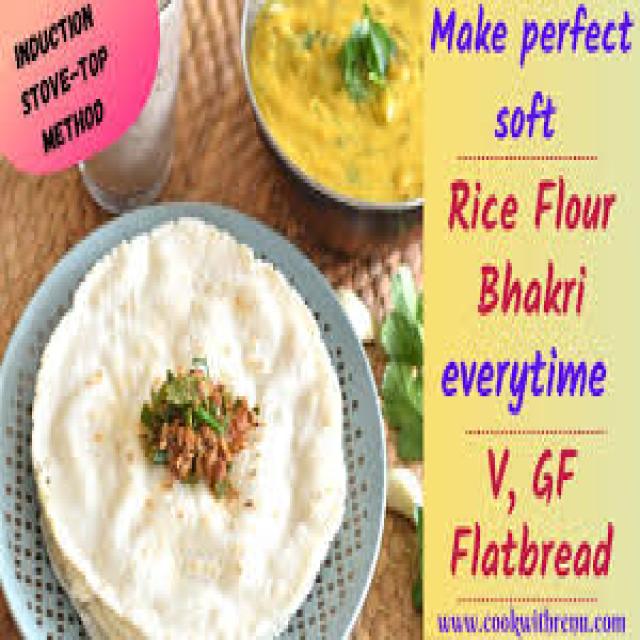 INDUCTION
STOVE-TOP
METHOD
Make perfect
soft
Rice Flour
Bhakri
everytime
V, GF
Flatbread
www.cookwithrenu.com